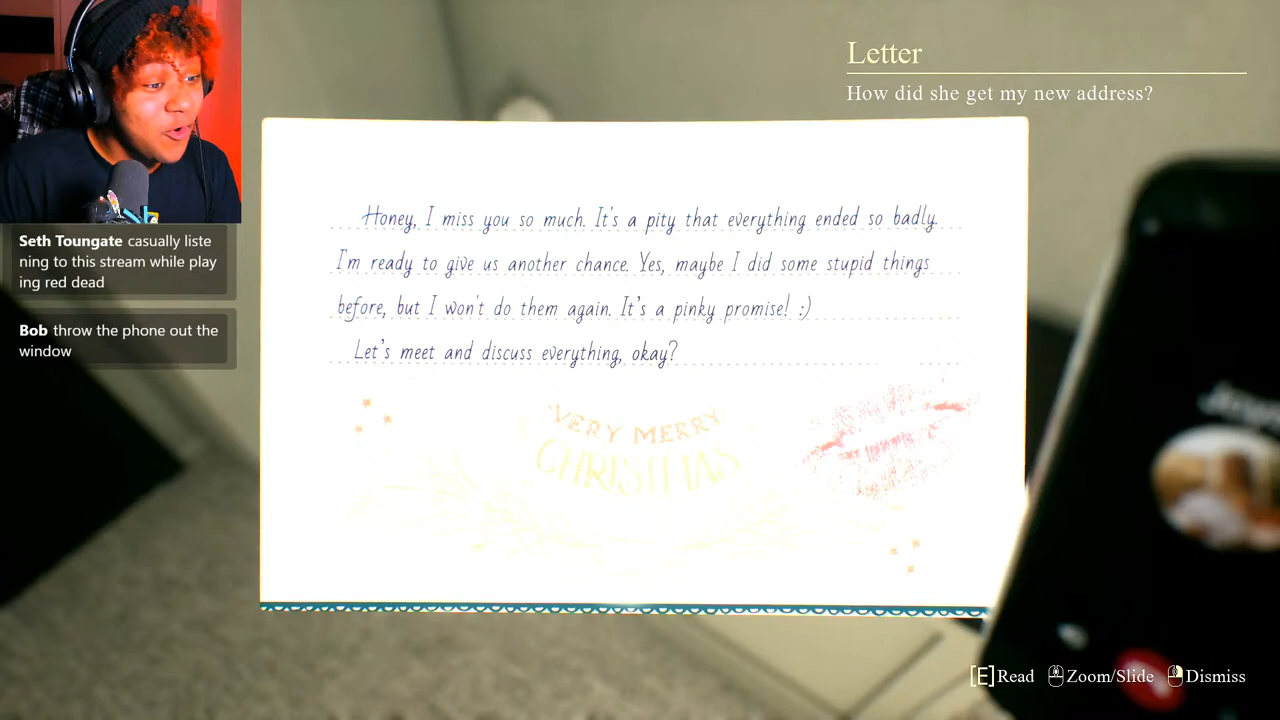 Letter
How did she get my new address?
Honey, I miss you so much. It's a pity that everything ended so badly.
I'm ready to give us another chance. Yes, maybe I did some stupid things
before, but I won't do them again. It's a pinky promise! :)
Let's meet and discuss everything, okay?
VERY MERRY
CHRISTMAS
Seth Toungate casually liste
ning to this stream while play
ing red dead
Bob throw the phone out the
window
[E]Read Zoom/Slide Dismiss